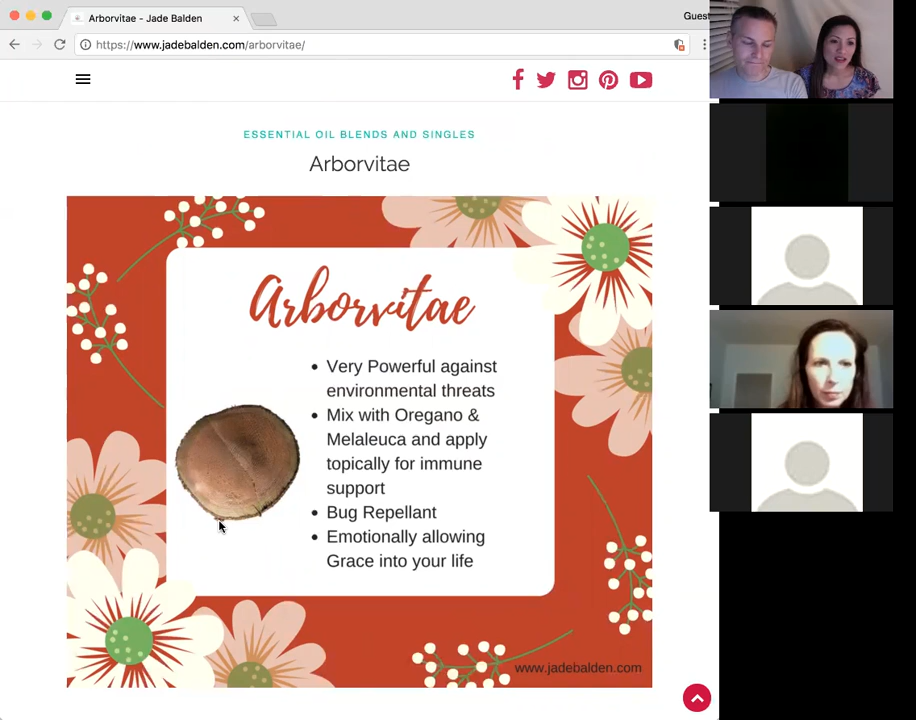 Arborvitae - Jade Balden
Guest
https://www.jadebalden.com/arborvitae/
ESSENTIAL OIL BLENDS AND SINGLES
Arborvitae
Arborvitae
• Very Powerful against
environmental threats
• Mix with Oregano &
Melaleuca and apply
topically for immune
support
• Bug Repellant
• Emotionally allowing
Grace into your life
www.jadebalden.com